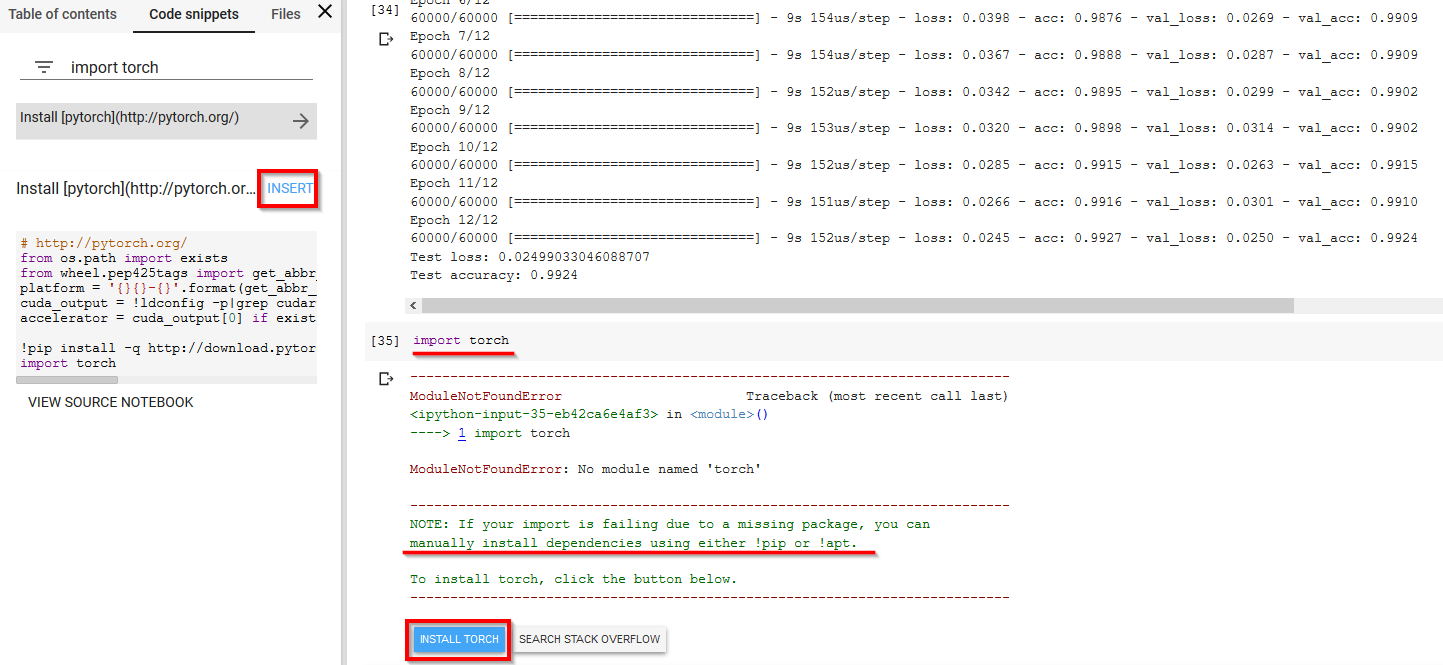 Table of contents
Code snippets
Files
import torch
Install [pytorch](http://pytorch.org/)
Install [pytorch](http://pytorch.or... INSERT
# http://pytorch.org/
from os.path import exists
from wheel.pep425tags import get_abbr_
platform = '{}{}-{}'.format(get_abbr_
cuda_output = !ldconfig -p|grep cudar
accelerator = cuda_output[0] if exist
!pip install -q http://download.pytor
import torch
VIEW SOURCE NOTEBOOK
[34]
60000/60000 [==============================] - 9s 154us/step - loss: 0.0398 - acc: 0.9876 - val_loss: 0.0269 - val_acc: 0.9909
Epoch 7/12
60000/60000 [==============================] - 9s 154us/step - loss: 0.0367 - acc: 0.9888 - val_loss: 0.0287 - val_acc: 0.9909
Epoch 8/12
60000/60000 [==============================] - 9s 152us/step - loss: 0.0342 - acc: 0.9895 - val_loss: 0.0299 - val_acc: 0.9902
Epoch 9/12
60000/60000 [==============================] - 9s 153us/step - loss: 0.0320 - acc: 0.9898 - val_loss: 0.0314 - val_acc: 0.9902
Epoch 10/12
60000/60000 [==============================] - 9s 152us/step - loss: 0.0285 - acc: 0.9915 - val_loss: 0.0263 - val_acc: 0.9915
Epoch 11/12
60000/60000 [==============================] - 9s 151us/step - loss: 0.0266 - acc: 0.9916 - val_loss: 0.0301 - val_acc: 0.9910
Epoch 12/12
60000/60000 [==============================] - 9s 152us/step - loss: 0.0245 - acc: 0.9927 - val_loss: 0.0250 - val_acc: 0.9924
Test loss: 0.02499033046088707
Test accuracy: 0.9924
[35] import torch
---------------------------------------------------------------------------
ModuleNotFoundError Traceback (most recent call last)
<ipython-input-35-eb42ca6e4af3> in <module>()
----> 1 import torch
ModuleNotFoundError: No module named 'torch'
---------------------------------------------------------------------------
NOTE: If your import is failing due to a missing package, you can
manually install dependencies using either !pip or !apt.
To install torch, click the button below.
---------------------------------------------------------------------------
INSTALL TORCH
SEARCH STACK OVERFLOW